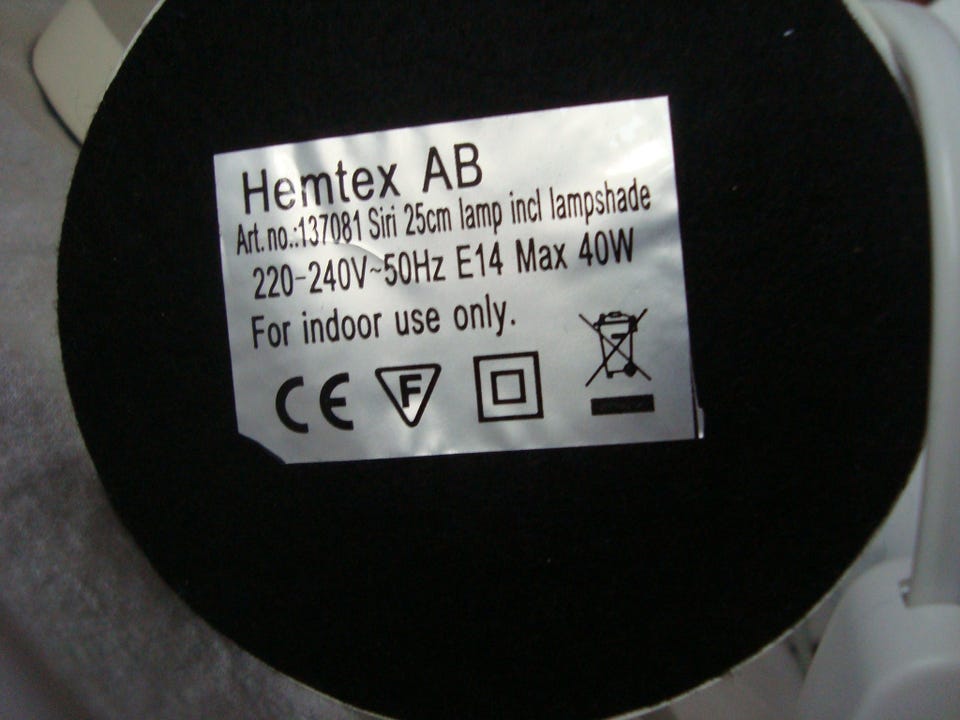 Hemtex AB
Art.no.:137081 Siri 25cm lamp incl lampshade
220-240V~50Hz E14 Max 40W
For indoor use only.
CE F